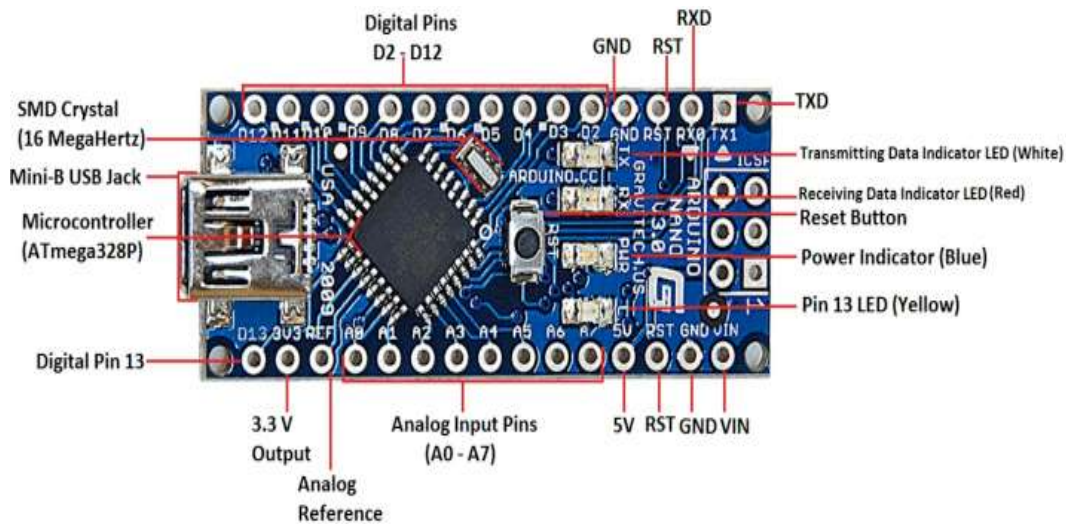 Digital Pins
D2 - D12
GND
RST
RXD
TXD
SMD Crystal
(16 MegaHertz)
Mini-B USB Jack
Microcontroller
(ATmega328P)
Digital Pin 13
3.3 V
Output
Analog
Reference
Analog Input Pins
(A0 - A7)
5V
RST
GND
VIN
Transmitting Data Indicator LED (White)
Receiving Data Indicator LED (Red)
Reset Button
Power Indicator (Blue)
Pin 13 LED (Yellow)
D12 D11 D10 D9 D8 D7 D6 D5 D4 D3 D2 GND RST RX0 TX1
ICSP
TX
RX
PWR
L
ARDUINO.CC
RST
USA
2009
GRAVITECH.US
ARDUINO
NANO
V3.0
G
1
D13 3V3 REF A0 A1 A2 A3 A4 A5 A6 A7 5V RST GND VIN